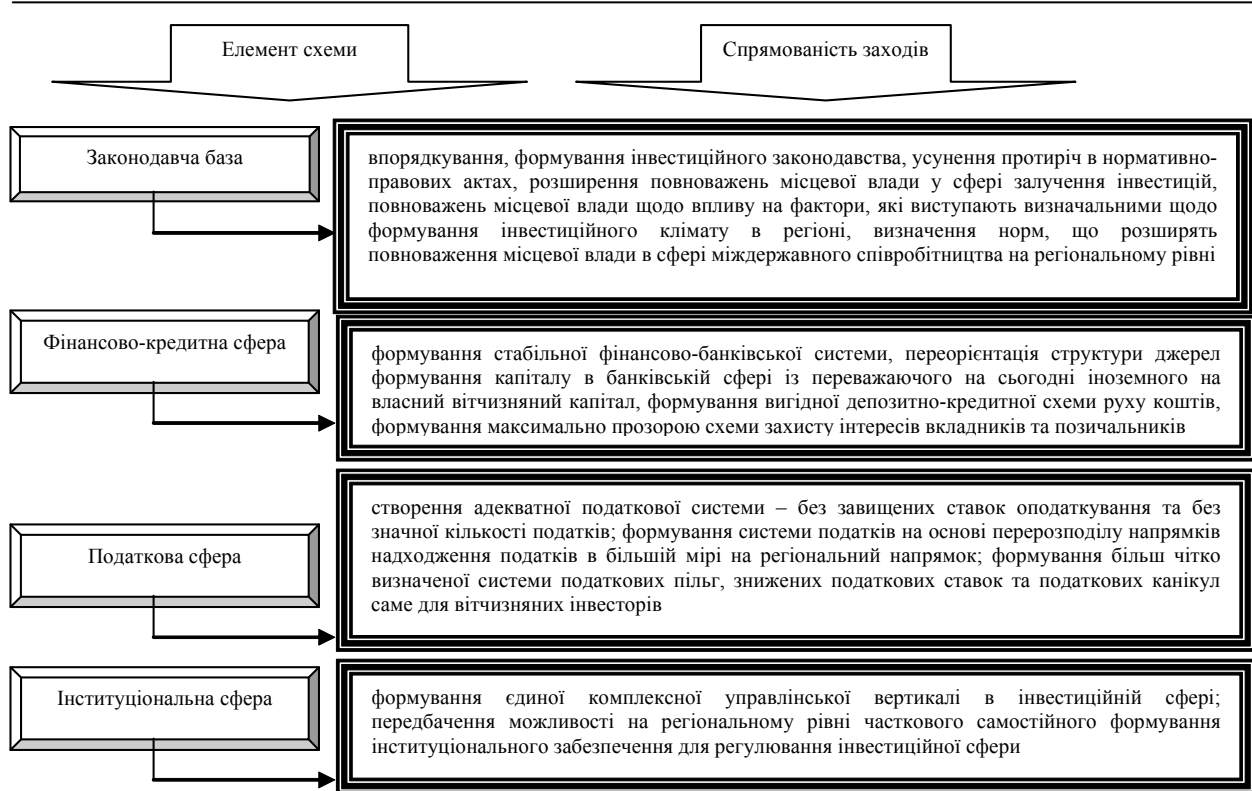 Елемент схеми
Спрямованість заходів
Законодавча база
впорядкування, формування інвестиційного законодавства, усунення протиріч в нормативно-
правових актах, розширення повноважень місцевої влади у сфері залучення інвестицій,
повноважень місцевої влади щодо впливу на фактори, які виступають визначальними щодо
формування інвестиційного клімату в регіоні, визначення норм, що розширять
повноваження місцевої влади в сфері міждержавного співробітництва на регіональному рівні
Фінансово-кредитна сфера
формування стабільної фінансово-банківської системи, переорієнтація структури джерел
формування капіталу в банківській сфері із переважаючого на сьогодні іноземного на
власний вітчизняний капітал, формування вигідної депозитно-кредитної схеми руху коштів,
формування максимально прозорою схеми захисту інтересів вкладників та позичальників
Податкова сфера
створення адекватної податкової системи – без завищених ставок оподаткування та без
значної кількості податків; формування системи податків на основі перерозподілу напрямків
надходження податків в більшій мірі на регіональний напрямок; формування більш чітко
визначеної системи податкових пільг, знижених податкових ставок та податкових канікул
саме для вітчизняних інвесторів
Інституціональна сфера
формування єдиної комплексної управлінської вертикалі в інвестиційній сфері;
передбачення можливості на регіональному рівні часткового самостійного формування
інституціонального забезпечення для регулювання інвестиційної сфери